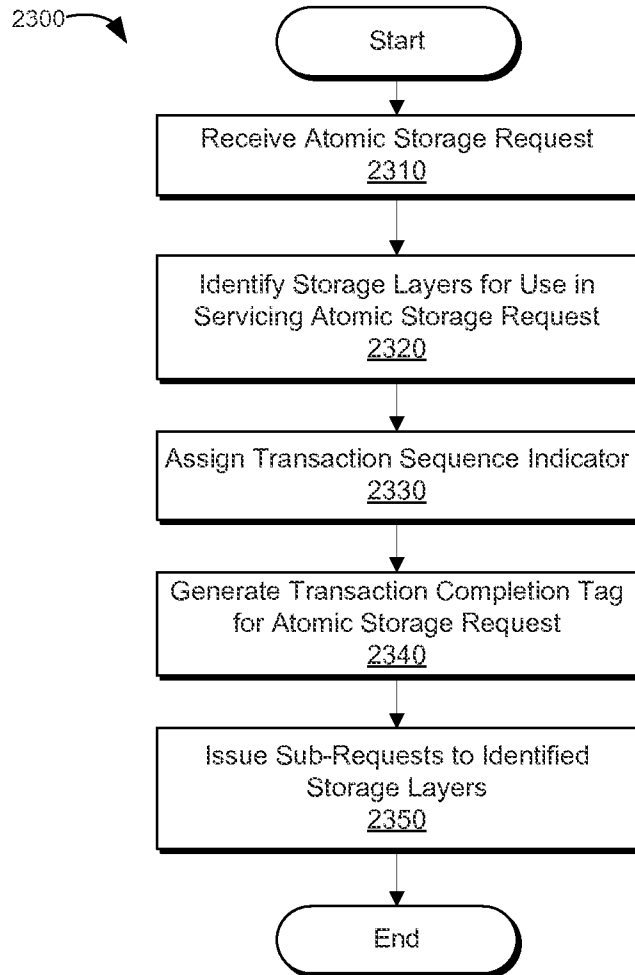 2300
Start
Receive Atomic Storage Request
2310
Identify Storage Layers for Use in
Servicing Atomic Storage Request
2320
Assign Transaction Sequence Indicator
2330
Generate Transaction Completion Tag
for Atomic Storage Request
2340
Issue Sub-Requests to Identified
Storage Layers
2350
End